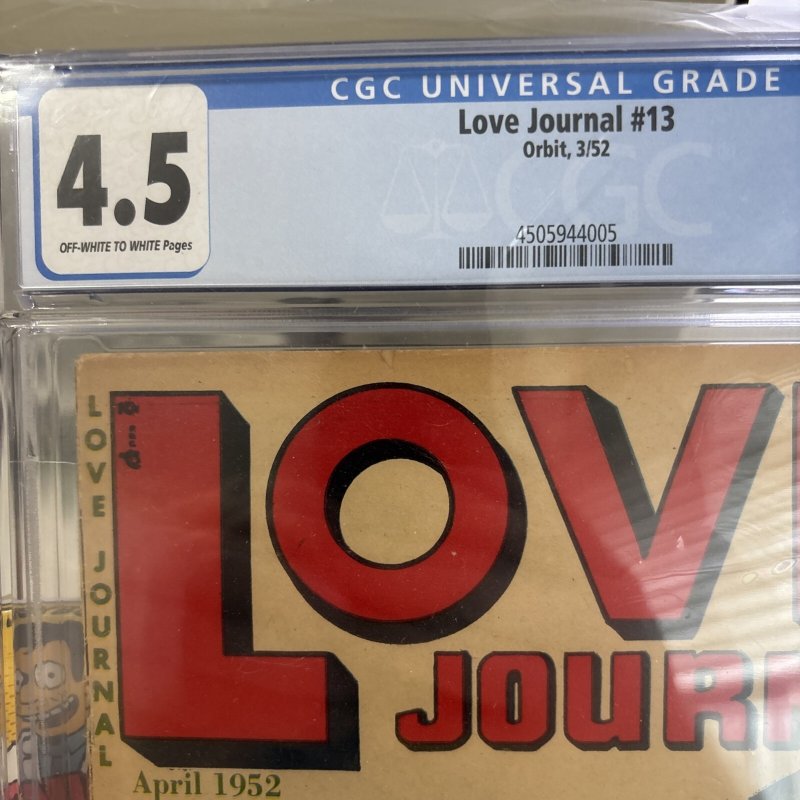 CGC UNIVERSAL GRADE
4.5
OFF-WHITE TO WHITE Pages
Love Journal #13
Orbit, 3/52
CGC
4505944005
LOVE JOURNAL
LOV
JOUR
April 1952